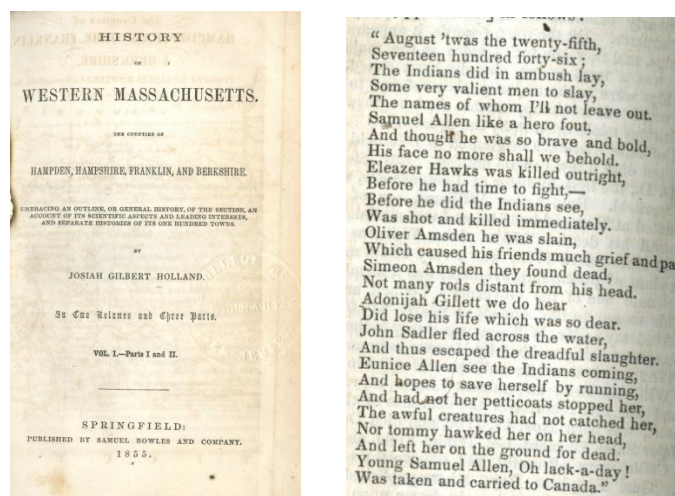 HISTORY
OF
WESTERN MASSACHUSETTS.
THE COUNTIES OF
HAMPDEN, HAMPSHIRE, FRANKLIN, AND BERKSHIRE.
EMBRACING AN OUTLINE, OR GENERAL HISTORY, OF THE SECTION, AN
ACCOUNT OF ITS SCIENTIFIC ASPECTS AND LEADING INTERESTS,
AND SEPARATE HISTORIES OF ITS ONE HUNDRED TOWNS.
BY
JOSIAH GILBERT HOLLAND.
In Two Volumes and Three Parts.
VOL. I.—Parts I and II.
SPRINGFIELD:
PUBLISHED BY SAMUEL BOWLES AND COMPANY.
1855.
“ August ’twas the twenty-fifth,
Seventeen hundred forty-six ;
The Indians did in ambush lay,
Some very valient men to slay,
The names of whom I’ll not leave out.
Samuel Allen like a hero fout,
And though he was so brave and bold,
His face no more shall we behold.
Eleazer Hawks was killed outright,
Before he had time to fight,—
Before he did the Indians see,
Was shot and killed immediately.
Oliver Amsden he was slain,
Which caused his friends much grief and pa
Simeon Amsden they found dead,
Not many rods distant from his head.
Adonijah Gillett we do hear
Did lose his life which was so dear.
John Sadler fled across the water,
And thus escaped the dreadful slaughter.
Eunice Allen see the Indians coming,
And hopes to save herself by running,
And had not her petticoats stopped her,
The awful creatures had not catched her,
Nor tommy hawked her on her head,
And left her on the ground for dead.
Young Samuel Allen, Oh lack-a-day !
Was taken and carried to Canada.”